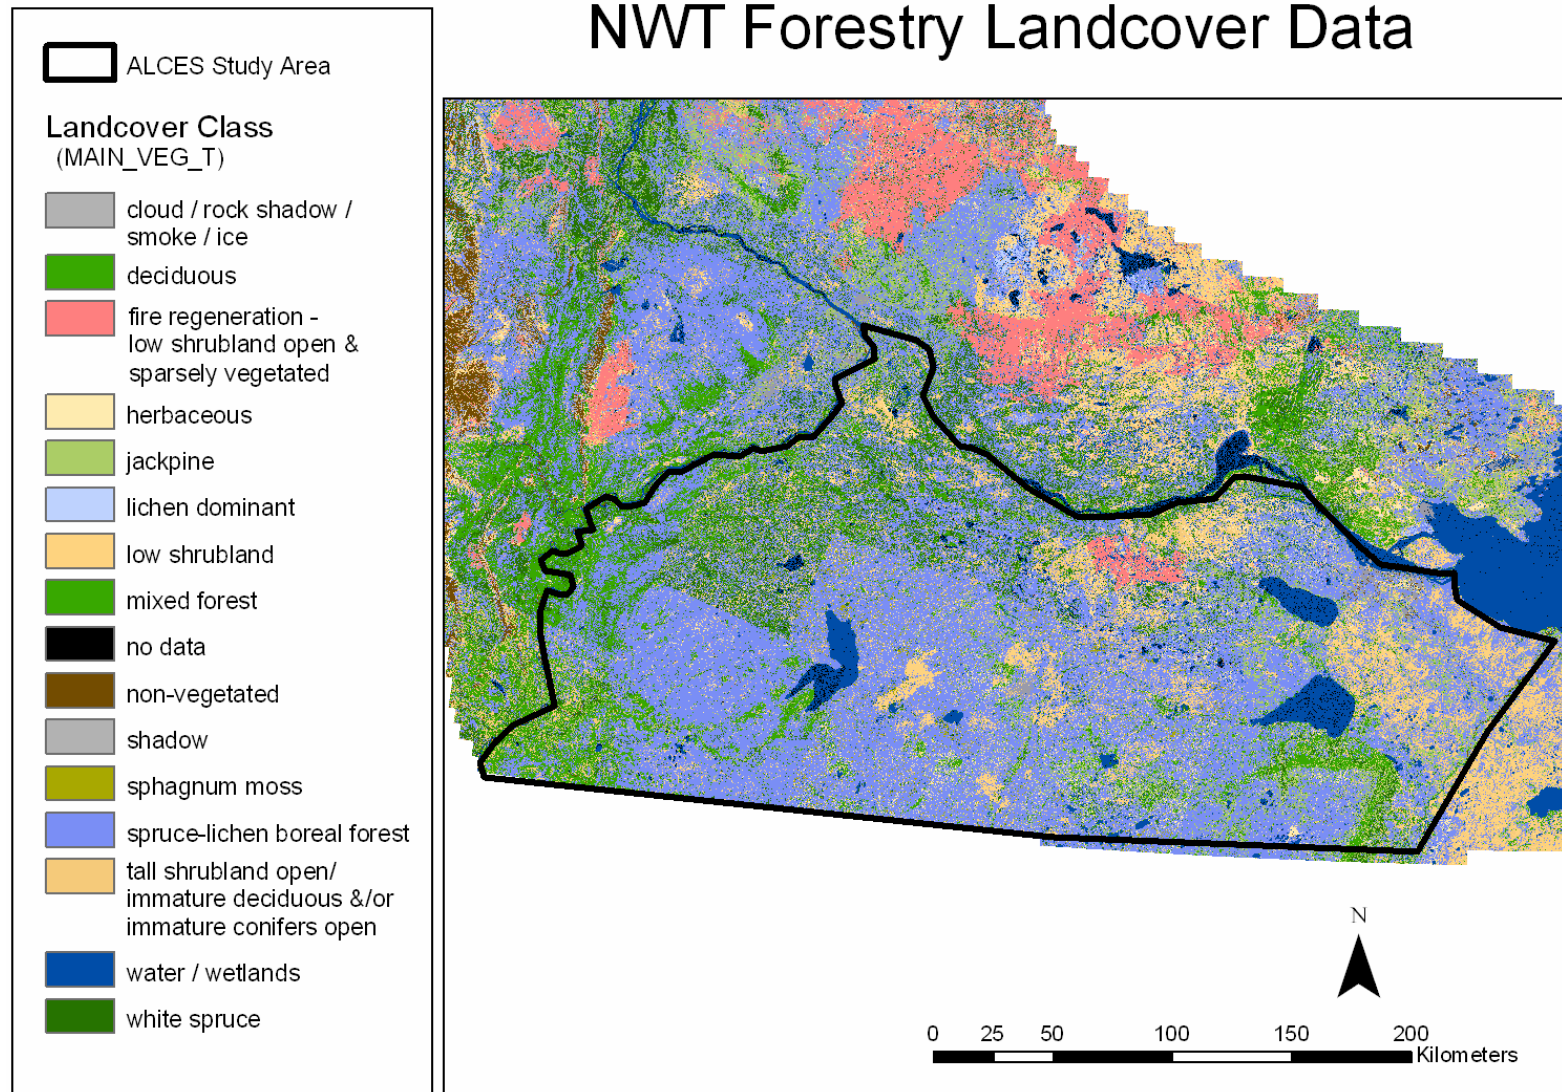 NWT Forestry Landcover Data
ALCES Study Area
Landcover Class
(MAIN_VEG_T)
cloud / rock shadow /
smoke / ice
deciduous
fire regeneration -
low shrubland open &
sparsely vegetated
herbaceous
jackpine
lichen dominant
low shrubland
mixed forest
no data
non-vegetated
shadow
sphagnum moss
spruce-lichen boreal forest
tall shrubland open/
immature deciduous &/or
immature conifers open
water / wetlands
white spruce
N
0 25 50 100 150 200
Kilometers